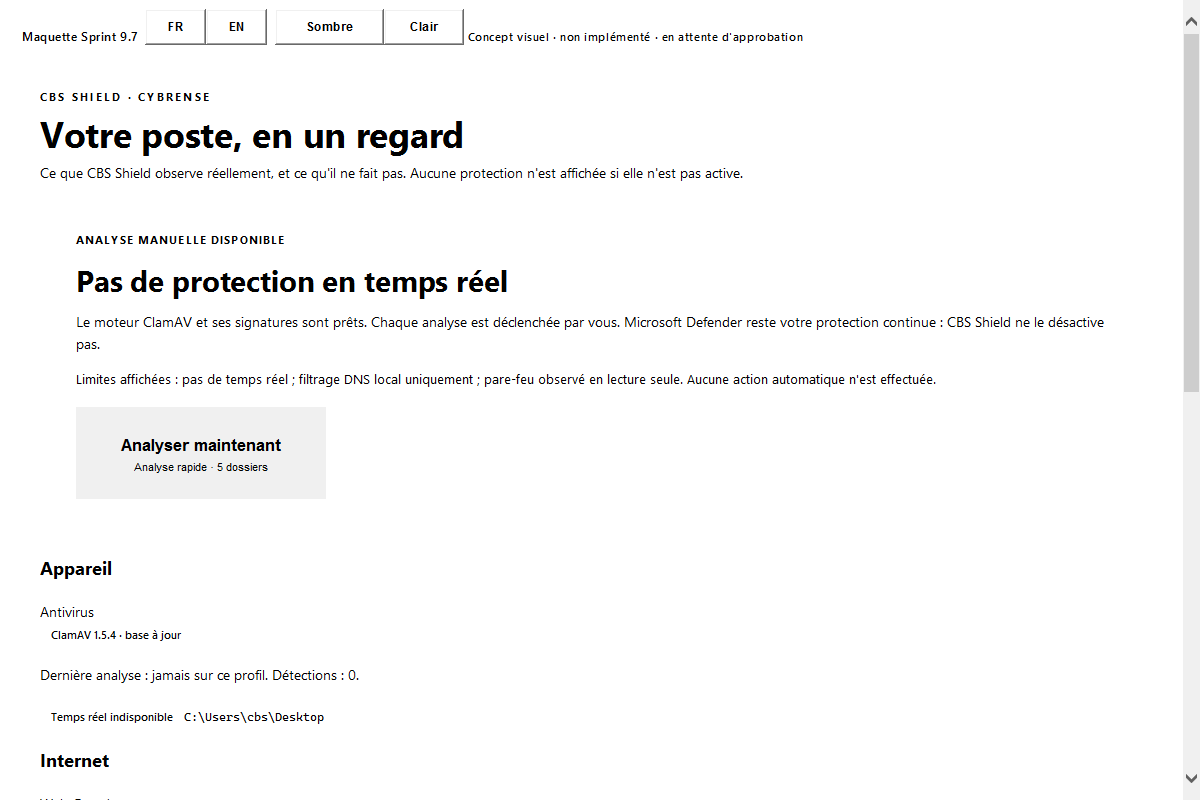 Maquette Sprint 9.7 FR EN Sombre Clair Concept visuel · non implémenté · en attente d'approbation
CBS SHIELD · CYBRENSE
Votre poste, en un regard
Ce que CBS Shield observe réellement, et ce qu'il ne fait pas. Aucune protection n'est affichée si elle n'est pas active.
ANALYSE MANUELLE DISPONIBLE
Pas de protection en temps réel
Le moteur ClamAV et ses signatures sont prêts. Chaque analyse est déclenchée par vous. Microsoft Defender reste votre protection continue : CBS Shield ne le désactive
pas.
Limites affichées : pas de temps réel ; filtrage DNS local uniquement ; pare-feu observé en lecture seule. Aucune action automatique n'est effectuée.
Analyser maintenant
Analyse rapide · 5 dossiers
Appareil
Antivirus
ClamAV 1.5.4 · base à jour
Dernière analyse : jamais sur ce profil. Détections : 0.
Temps réel indisponible C:\Users\cbs\Desktop
Internet